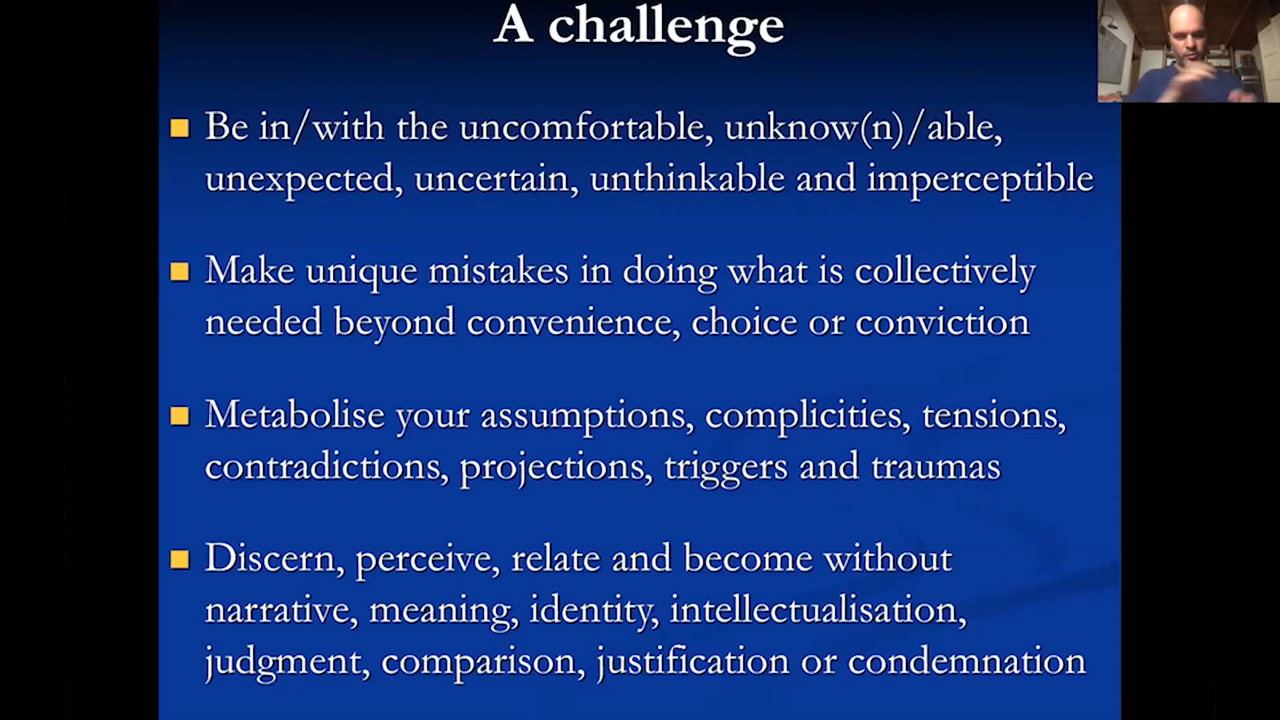 A challenge
Be in/with the uncomfortable, unknow(n)/able,
unexpected, uncertain, unthinkable and imperceptible
Make unique mistakes in doing what is collectively
needed beyond convenience, choice or conviction
Metabolise your assumptions, complicities, tensions,
contradictions, projections, triggers and traumas
Discern, perceive, relate and become without
narrative, meaning, identity, intellectualisation,
judgment, comparison, justification or condemnation